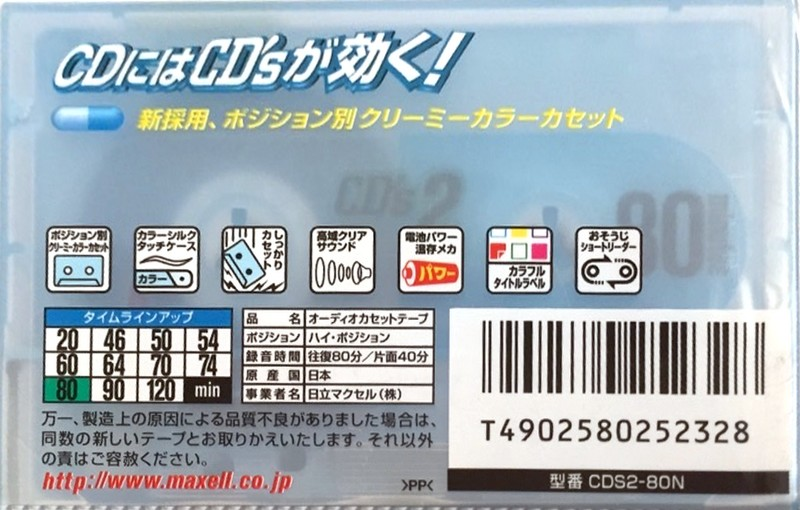 CDにはCD'sが効く!
新採用、ポジション別クリーミーカラーカセット
CD's 2
80
ポジション別
クリーミーカラーカセット
カラーシルク
タッチケース
カラー
しっかり
カセット
高域クリア
サウンド
電池パワー
温存メカ
パワー
カラフル
タイトルラベル
おそうじ
ショートリーダー
タイムラインアップ
20 46 50 54
60 64 70 74
80 90 120 min
品名 オーディオカセットテープ
ポジション ハイ・ポジション
録音時間 往復80分/片面40分
原産国 日本
事業者名 日立マクセル(株)
万一、製造上の原因による品質不良がありました場合は、
同数の新しいテープとお取りかえいたします。それ以外
の責はご容赦ください。
http://www.maxell.co.jp
>PP<
T4902580252328
型番 CDS2-80N